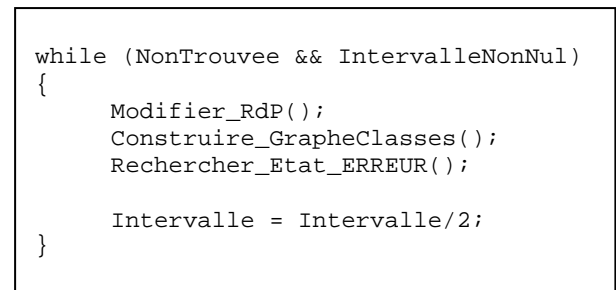 while (NonTrouvee && IntervalleNonNul)
{
Modifier_RdP();
Construire_GrapheClasses();
Rechercher_Etat_ERREUR();
Intervalle = Intervalle/2;
}